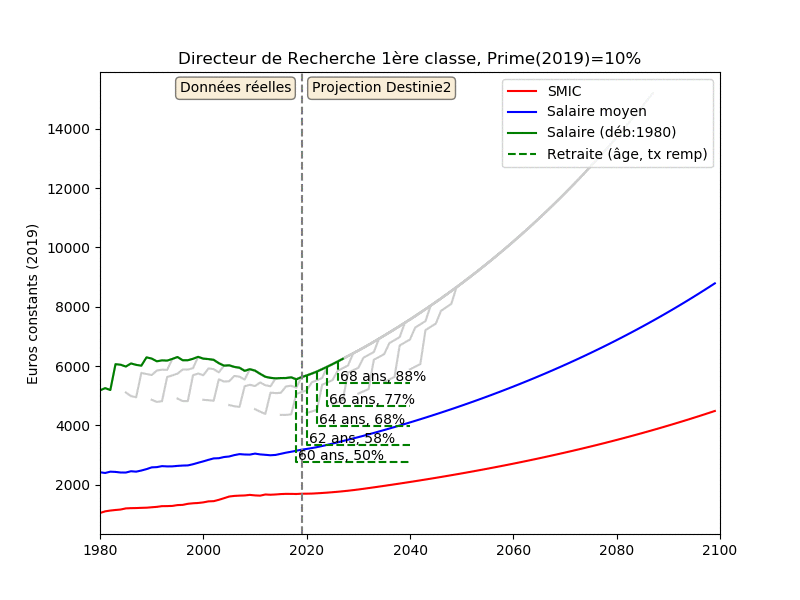 Directeur de Recherche 1ère classe, Prime(2019)=10%
Données réelles
Projection Destinie2
SMIC
Salaire moyen
Salaire (déb:1980)
Retraite (âge, tx remp)
Euros constants (2019)
14000
12000
10000
8000
6000
4000
2000
68 ans, 88%
66 ans, 77%
64 ans, 68%
62 ans, 58%
60 ans, 50%
1980
2000
2020
2040
2060
2080
2100